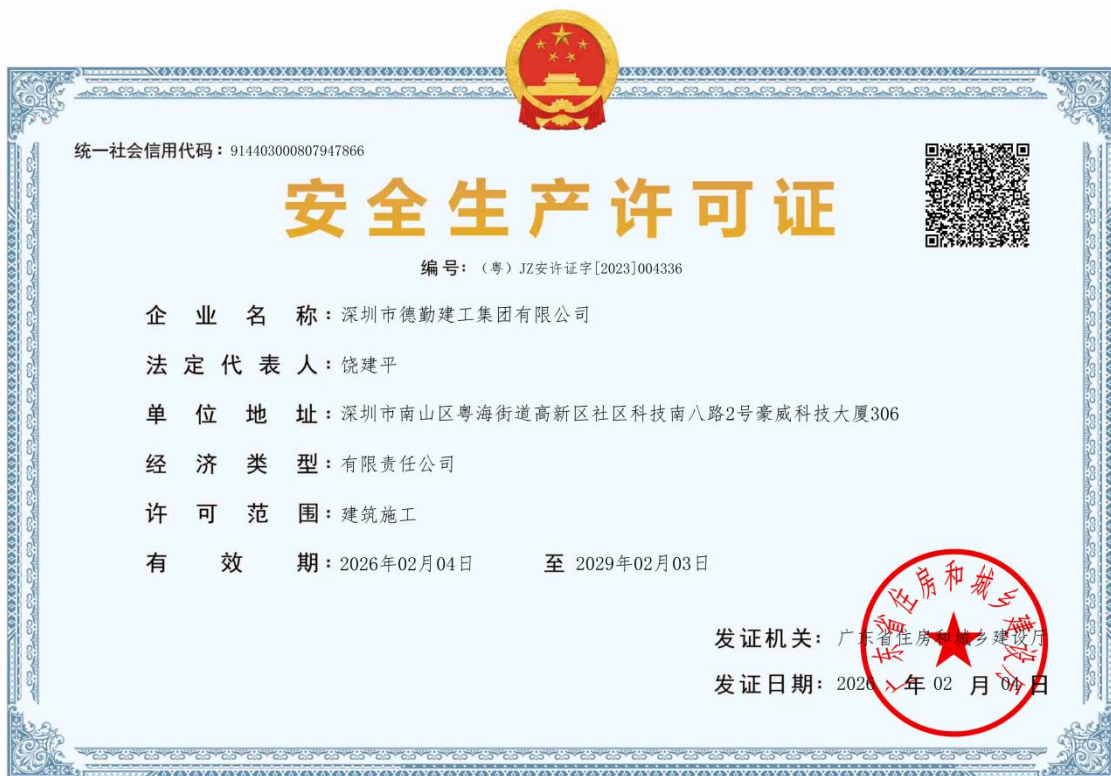 统一社会信用代码：914403000807947866
安全生产许可证
编号：（粤）JZ安许证字[2023]004336
企业名称：深圳市德勤建工集团有限公司
法定代表人：饶建平
单位地址：深圳市南山区粤海街道高新区社区科技南八路2号豪威科技大厦306
经济类型：有限责任公司
许可范围：建筑施工
有效期：2026年02月04日 至 2029年02月03日
广东省住房和城乡建设厅
发证机关：广东省住房和城乡建设厅
发证日期：2026年02月04日